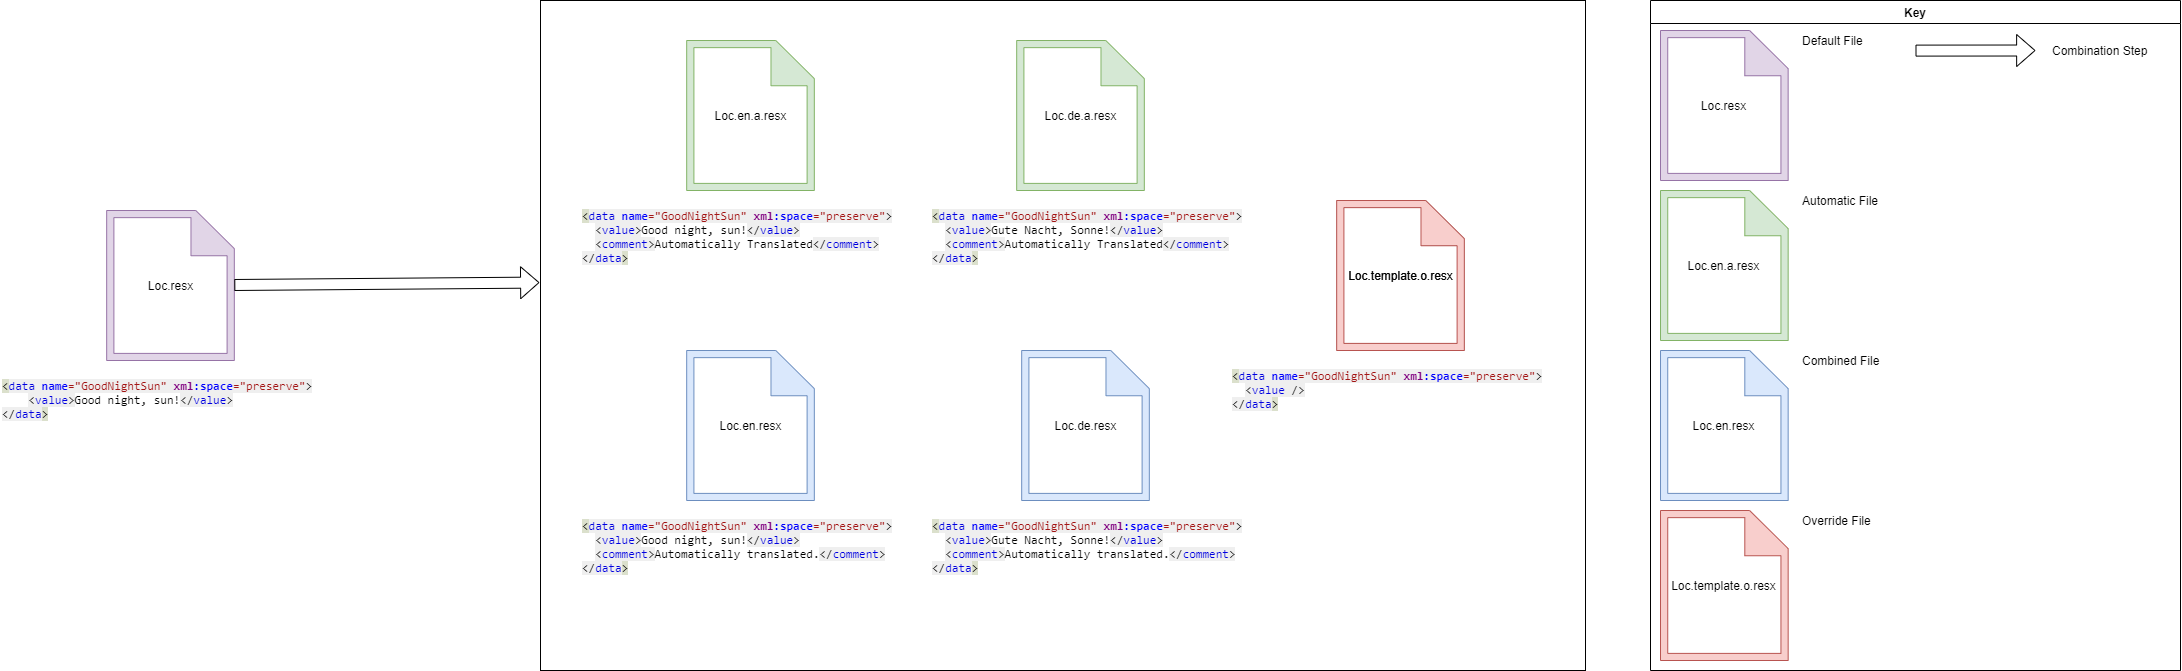 Loc.resx
<data name="GoodNightSun" xml:space="preserve">
    <value>Good night, sun!</value>
</data>
Loc.en.a.resx
<data name="GoodNightSun" xml:space="preserve">
  <value>Good night, sun!</value>
  <comment>Automatically Translated</comment>
</data>
Loc.de.a.resx
<data name="GoodNightSun" xml:space="preserve">
  <value>Gute Nacht, Sonne!</value>
  <comment>Automatically Translated</comment>
</data>
Loc.en.resx
<data name="GoodNightSun" xml:space="preserve">
  <value>Good night, sun!</value>
  <comment>Automatically translated.</comment>
</data>
Loc.de.resx
<data name="GoodNightSun" xml:space="preserve">
  <value>Gute Nacht, Sonne!</value>
  <comment>Automatically translated.</comment>
</data>
Loc.template.o.resx
<data name="GoodNightSun" xml:space="preserve">
  <value />
</data>
Key
Loc.resx
Default File
Combination Step
Loc.en.a.resx
Automatic File
Loc.en.resx
Combined File
Loc.template.o.resx
Override File